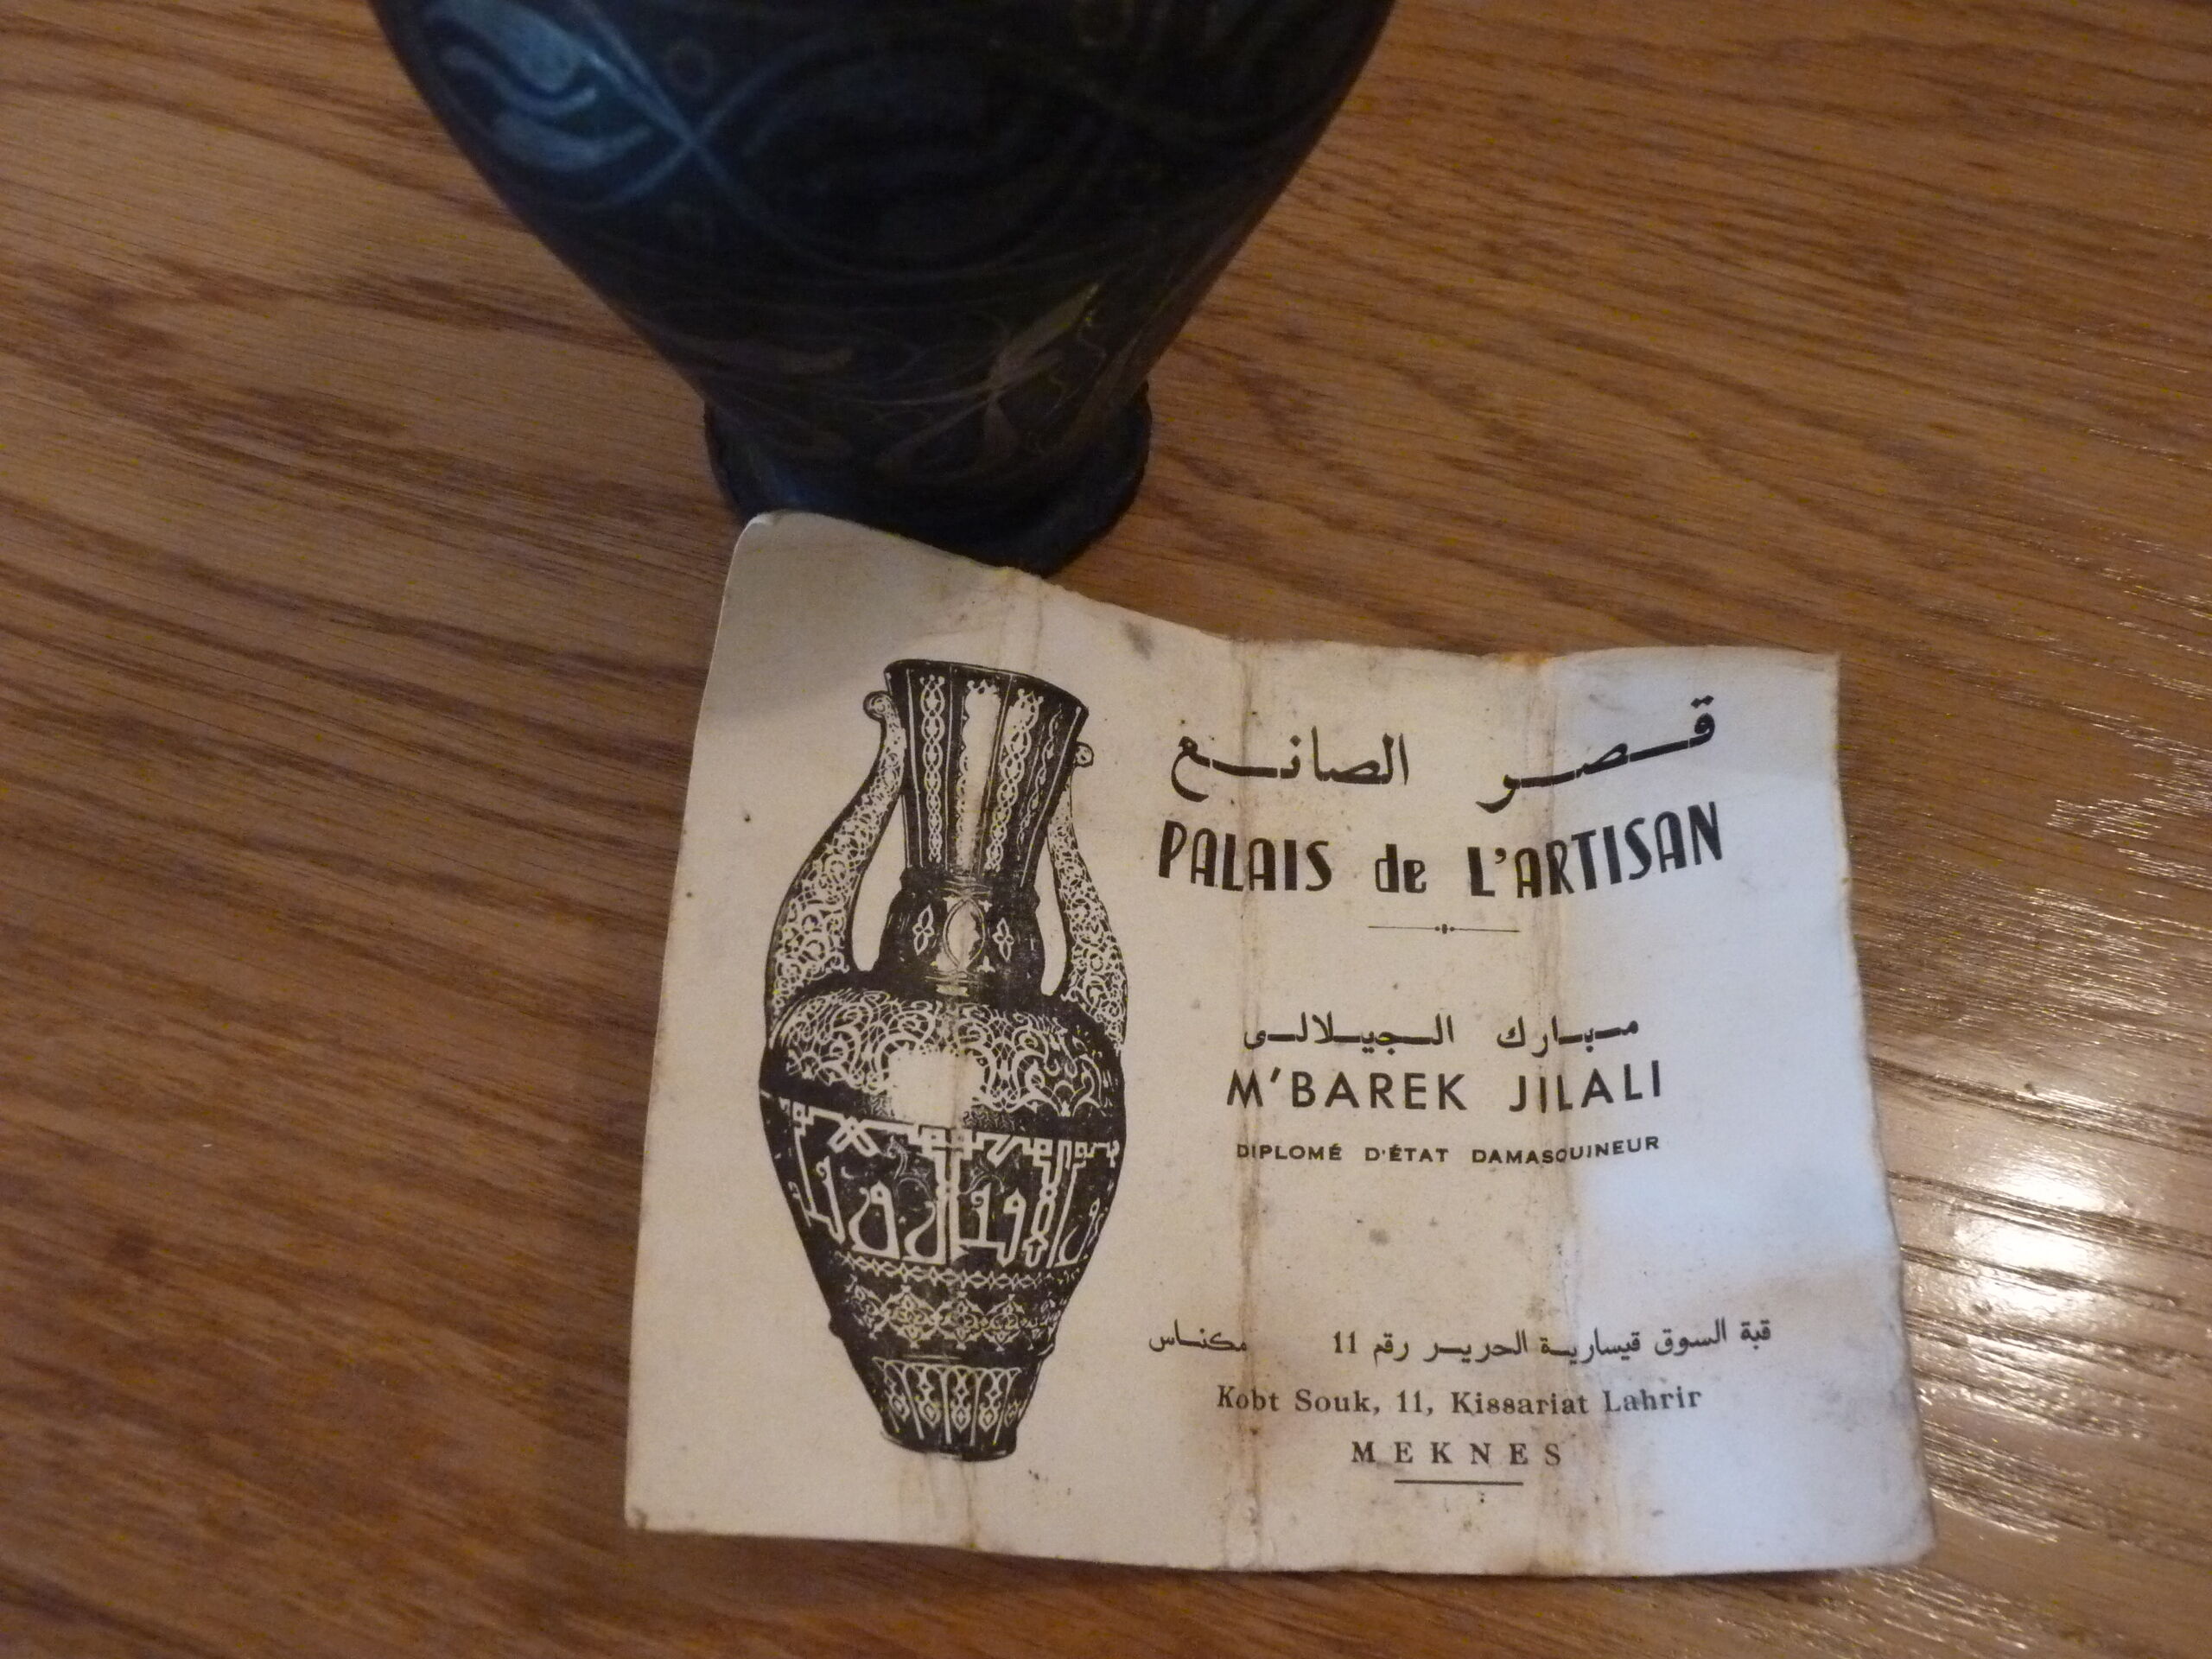 قصر الصانع
PALAIS de L'ARTISAN
مبارك الجيلالى
M'BAREK JILALI
DIPLOMÉ D'ÉTAT DAMASQUINEUR
قبة السوق قيسارية الحرير رقم 11 مكناس
Kobt Souk, 11, Kissariat Lahrir
MEKNES